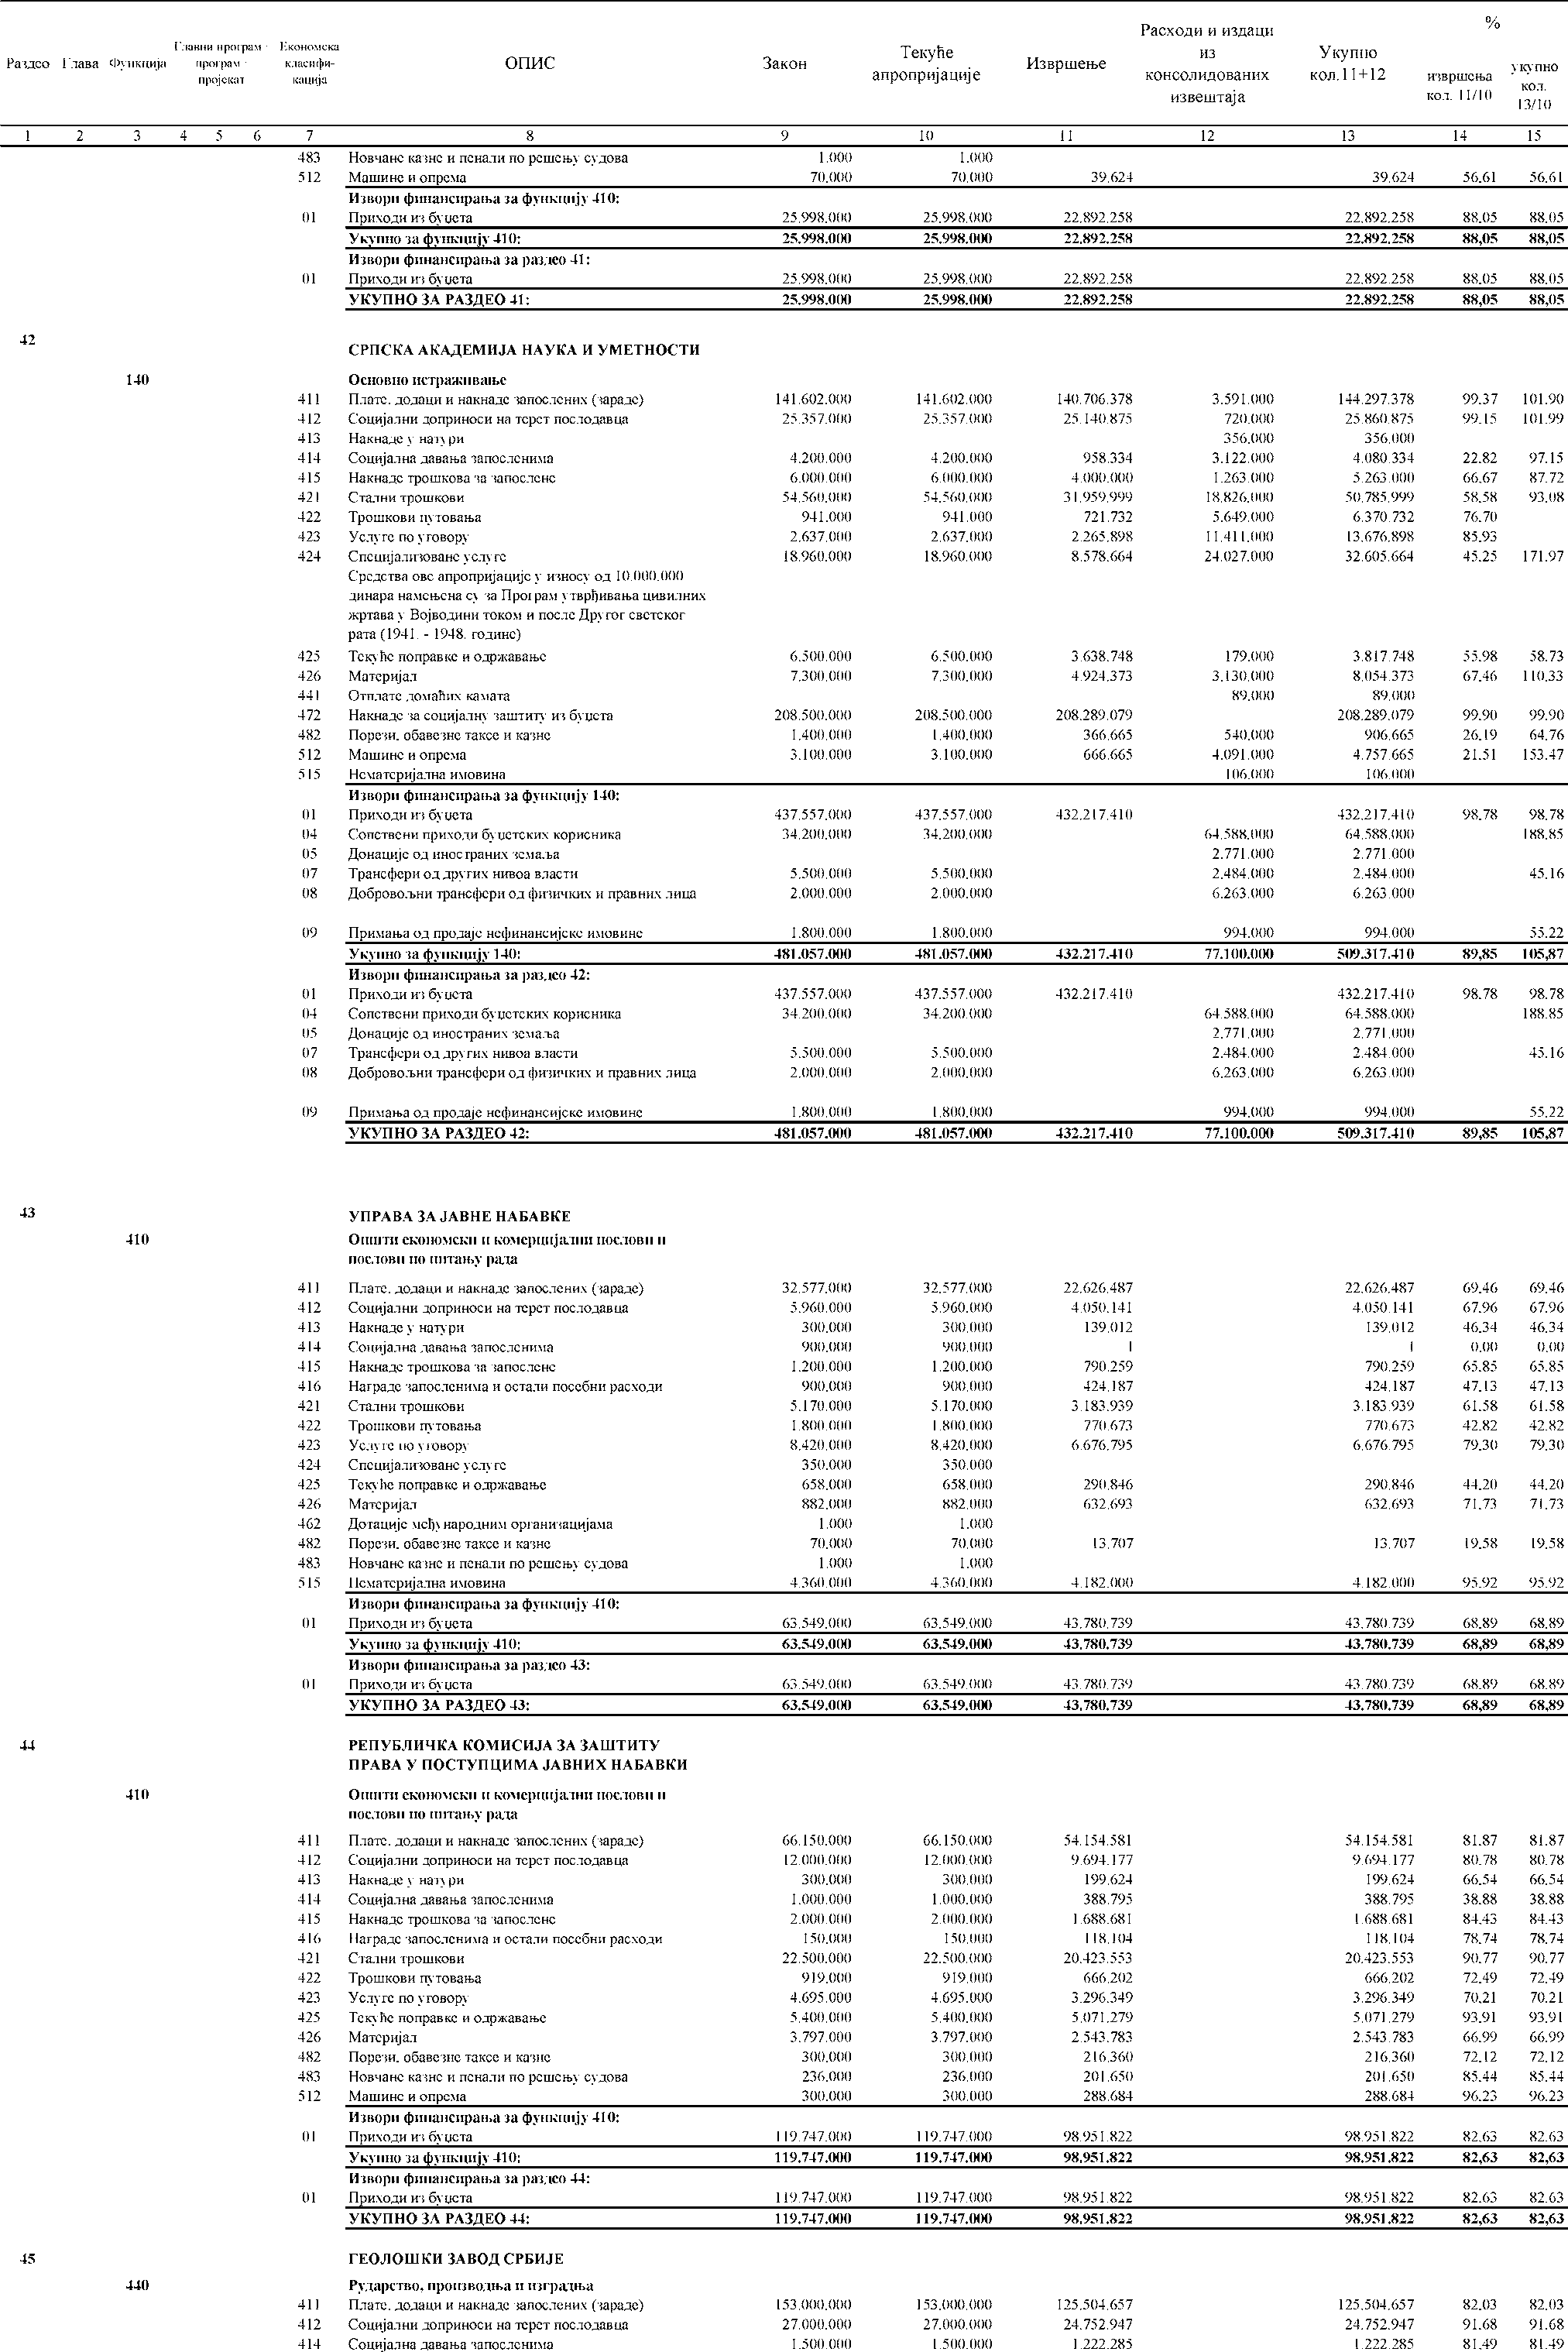 Раздео Глава Функција Главни програм - програм - пројекат Економска класифи-кација ОПИС Закон Текуће апропријације Извршење Расходи и издаци из консолидованих извештаја Укупно кол.11+12 % извршења кол. 11/10 укупно кол. 13/10
1 2 3 4 5 6 7 8 9 10 11 12 13 14 15
483 Новчане казне и пенали по решењу судова 1.000 1.000
512 Машине и опрема 70.000 70.000 39.624 39.624 56,61 56,61
Извори финансирања за функцију 410:
01 Приходи из буџета 25.998.000 25.998.000 22.892.258 22.892.258 88,05 88,05
Укупно за функцију 410: 25.998.000 25.998.000 22.892.258 22.892.258 88,05 88,05
Извори финансирања за раздео 41:
01 Приходи из буџета 25.998.000 25.998.000 22.892.258 22.892.258 88,05 88,05
УКУПНО ЗА РАЗДЕО 41: 25.998.000 25.998.000 22.892.258 22.892.258 88,05 88,05
42 СРПСКА АКАДЕМИЈА НАУКА И УМЕТНОСТИ
140 Основно истраживање
411 Плате, додаци и накнаде запослених (зараде) 141.602.000 141.602.000 140.706.378 3.591.000 144.297.378 99,37 101,90
412 Социјални доприноси на терет послодавца 25.357.000 25.357.000 25.140.875 720.000 25.860.875 99,15 101,99
413 Накнаде у натури 356.000 356.000
414 Социјална давања запосленима 4.200.000 4.200.000 958.334 3.122.000 4.080.334 22,82 97,15
415 Накнаде трошкова за запослене 6.000.000 6.000.000 4.000.000 1.263.000 5.263.000 66,67 87,72
421 Стални трошкови 54.560.000 54.560.000 31.959.999 18.826.000 50.785.999 58,58 93,08
422 Трошкови путовања 941.000 941.000 721.732 5.649.000 6.370.732 76,70
423 Услуге по уговору 2.637.000 2.637.000 2.265.898 11.411.000 13.676.898 85,93
424 Специјализоване услуге 18.960.000 18.960.000 8.578.664 24.027.000 32.605.664 45,25 171,97
Средства ове апропријације у износу од 10.000.000
динара намењена су за Програм утврђивања цивилних
жртава у Војводини током и после Другог светског
рата (1941. - 1948. године)
425 Текуће поправке и одржавање 6.500.000 6.500.000 3.638.748 179.000 3.817.748 55,98 58,73
426 Материјал 7.300.000 7.300.000 4.924.373 3.130.000 8.054.373 67,46 110,33
441 Отплате домаћих камата 89.000 89.000
472 Накнаде за социјалну заштиту из буџета 208.500.000 208.500.000 208.289.079 208.289.079 99,90 99,90
482 Порези, обавезне таксе и казне 1.400.000 1.400.000 366.665 540.000 906.665 26,19 64,76
512 Машине и опрема 3.100.000 3.100.000 666.665 4.091.000 4.757.665 21,51 153,47
515 Нематеријална имовина 106.000 106.000
Извори финансирања за функцију 140:
01 Приходи из буџета 437.557.000 437.557.000 432.217.410 432.217.410 98,78 98,78
04 Сопствени приходи буџетских корисника 34.200.000 34.200.000 64.588.000 64.588.000 188,85
05 Донације од иностраних земаља 2.771.000 2.771.000
07 Трансфери од других нивоа власти 5.500.000 5.500.000 2.484.000 2.484.000 45,16
08 Добровољни трансфери од физичких и правних лица 2.000.000 2.000.000 6.263.000 6.263.000
09 Примања од продаје нефинансијске имовине 1.800.000 1.800.000 994.000 994.000 55,22
Укупно за функцију 140: 481.057.000 481.057.000 432.217.410 77.100.000 509.317.410 89,85 105,87
Извори финансирања за раздео 42:
01 Приходи из буџета 437.557.000 437.557.000 432.217.410 432.217.410 98,78 98,78
04 Сопствени приходи буџетских корисника 34.200.000 34.200.000 64.588.000 64.588.000 188,85
05 Донације од иностраних земаља 2.771.000 2.771.000
07 Трансфери од других нивоа власти 5.500.000 5.500.000 2.484.000 2.484.000 45,16
08 Добровољни трансфери од физичких и правних лица 2.000.000 2.000.000 6.263.000 6.263.000
09 Примања од продаје нефинансијске имовине 1.800.000 1.800.000 994.000 994.000 55,22
УКУПНО ЗА РАЗДЕО 42: 481.057.000 481.057.000 432.217.410 77.100.000 509.317.410 89,85 105,87
43 УПРАВА ЗА ЈАВНЕ НАБАВКЕ
410 Општи економски и комерцијални послови и
послови по питању рада
411 Плате, додаци и накнаде запослених (зараде) 32.577.000 32.577.000 22.626.487 22.626.487 69,46 69,46
412 Социјални доприноси на терет послодавца 5.960.000 5.960.000 4.050.141 4.050.141 67,96 67,96
413 Накнаде у натури 300.000 300.000 139.012 139.012 46,34 46,34
414 Социјална давања запосленима 900.000 900.000 1 1 0,00 0,00
415 Накнаде трошкова за запослене 1.200.000 1.200.000 790.259 790.259 65,85 65,85
416 Награде запосленима и остали посебни расходи 900.000 900.000 424.187 424.187 47,13 47,13
421 Стални трошкови 5.170.000 5.170.000 3.183.939 3.183.939 61,58 61,58
422 Трошкови путовања 1.800.000 1.800.000 770.673 770.673 42,82 42,82
423 Услуге по уговору 8.420.000 8.420.000 6.676.795 6.676.795 79,30 79,30
424 Специјализоване услуге 350.000 350.000
425 Текуће поправке и одржавање 658.000 658.000 290.846 290.846 44,20 44,20
426 Материјал 882.000 882.000 632.693 632.693 71,73 71,73
462 Дотације међународним организацијама 1.000 1.000
482 Порези, обавезне таксе и казне 70.000 70.000 13.707 13.707 19,58 19,58
483 Новчане казне и пенали по решењу судова 1.000 1.000
515 Нематеријална имовина 4.360.000 4.360.000 4.182.000 4.182.000 95,92 95,92
Извори финансирања за функцију 410:
01 Приходи из буџета 63.549.000 63.549.000 43.780.739 43.780.739 68,89 68,89
Укупно за функцију 410: 63.549.000 63.549.000 43.780.739 43.780.739 68,89 68,89
Извори финансирања за раздео 43:
01 Приходи из буџета 63.549.000 63.549.000 43.780.739 43.780.739 68,89 68,89
УКУПНО ЗА РАЗДЕО 43: 63.549.000 63.549.000 43.780.739 43.780.739 68,89 68,89
44 РЕПУБЛИЧКА КОМИСИЈА ЗА ЗАШТИТУ
ПРАВА У ПОСТУПЦИМА ЈАВНИХ НАБАВКИ
410 Општи економски и комерцијални послови и
послови по питању рада
411 Плате, додаци и накнаде запослених (зараде) 66.150.000 66.150.000 54.154.581 54.154.581 81,87 81,87
412 Социјални доприноси на терет послодавца 12.000.000 12.000.000 9.694.177 9.694.177 80,78 80,78
413 Накнаде у натури 300.000 300.000 199.624 199.624 66,54 66,54
414 Социјална давања запосленима 1.000.000 1.000.000 388.795 388.795 38,88 38,88
415 Накнаде трошкова за запослене 2.000.000 2.000.000 1.688.681 1.688.681 84,43 84,43
416 Награде запосленима и остали посебни расходи 150.000 150.000 118.104 118.104 78,74 78,74
421 Стални трошкови 22.500.000 22.500.000 20.423.553 20.423.553 90,77 90,77
422 Трошкови путовања 919.000 919.000 666.202 666.202 72,49 72,49
423 Услуге по уговору 4.695.000 4.695.000 3.296.349 3.296.349 70,21 70,21
425 Текуће поправке и одржавање 5.400.000 5.400.000 5.071.279 5.071.279 93,91 93,91
426 Материјал 3.797.000 3.797.000 2.543.783 2.543.783 66,99 66,99
482 Порези, обавезне таксе и казне 300.000 300.000 216.360 216.360 72,12 72,12
483 Новчане казне и пенали по решењу судова 236.000 236.000 201.650 201.650 85,44 85,44
512 Машине и опрема 300.000 300.000 288.684 288.684 96,23 96,23
Извори финансирања за функцију 410:
01 Приходи из буџета 119.747.000 119.747.000 98.951.822 98.951.822 82,63 82,63
Укупно за функцију 410: 119.747.000 119.747.000 98.951.822 98.951.822 82,63 82,63
Извори финансирања за раздео 44:
01 Приходи из буџета 119.747.000 119.747.000 98.951.822 98.951.822 82,63 82,63
УКУПНО ЗА РАЗДЕО 44: 119.747.000 119.747.000 98.951.822 98.951.822 82,63 82,63
45 ГЕОЛОШКИ ЗАВОД СРБИЈЕ
440 Рударство, производња и изградња
411 Плате, додаци и накнаде запослених (зараде) 153.000.000 153.000.000 125.504.657 125.504.657 82,03 82,03
412 Социјални доприноси на терет послодавца 27.000.000 27.000.000 24.752.947 24.752.947 91,68 91,68
414 Социјална давања запосленима 1.500.000 1.500.000 1.222.285 1.222.285 81,49 81,49